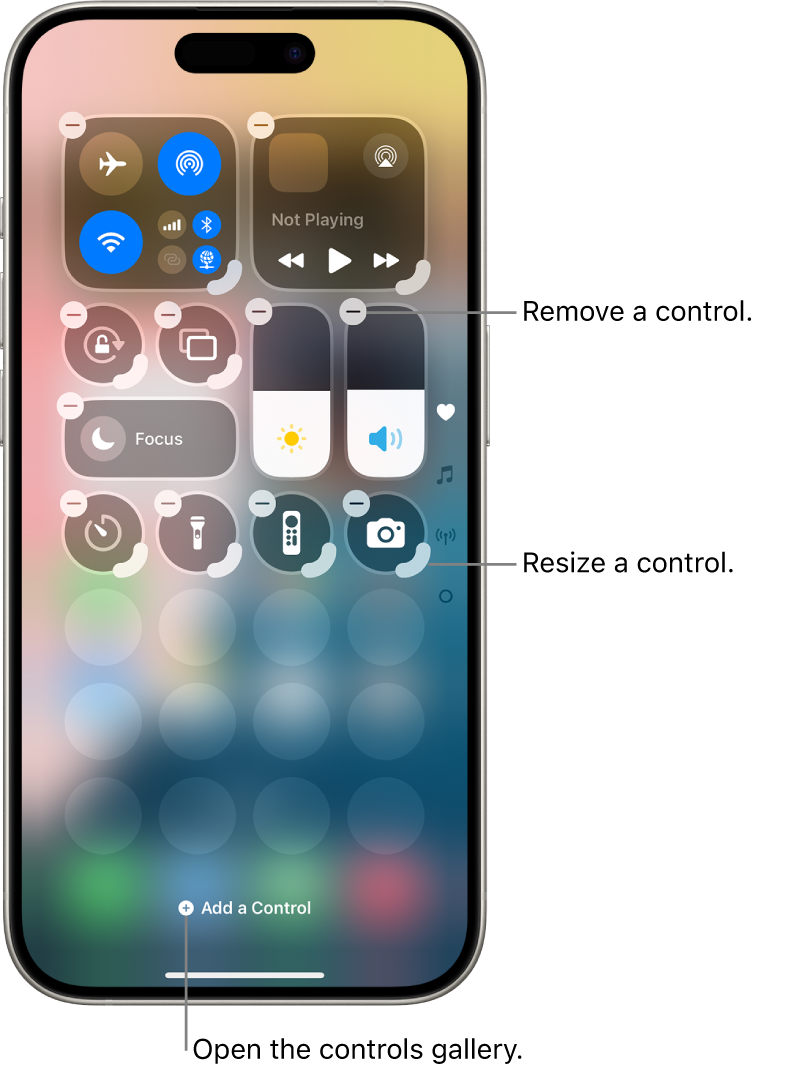 Not Playing
Remove a control.
Focus
Resize a control.
Add a Control
Open the controls gallery.